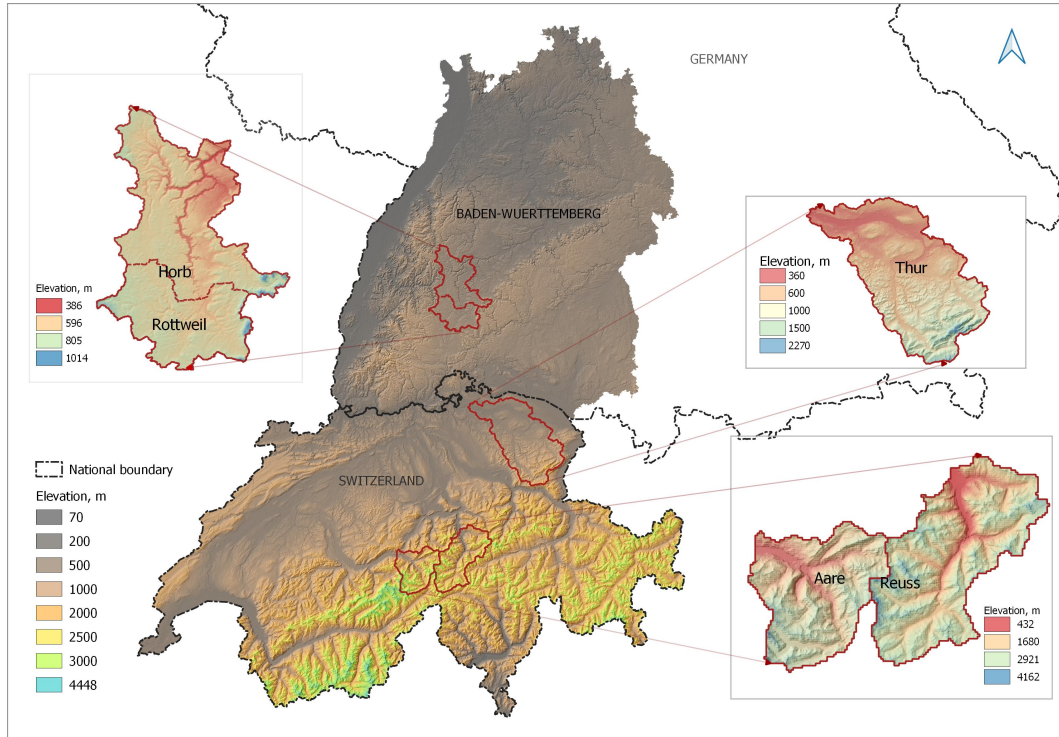 GERMANY
BADEN-WUERTTEMBERG
Horb
Rottweil
Elevation, m
386
596
805
1014
Elevation, m
360
600
1000
1500
2270
Thur
National boundary
Elevation, m
70
200
500
1000
2000
2500
3000
4448
SWITZERLAND
Aare
Reuss
Elevation, m
432
1680
2921
4162